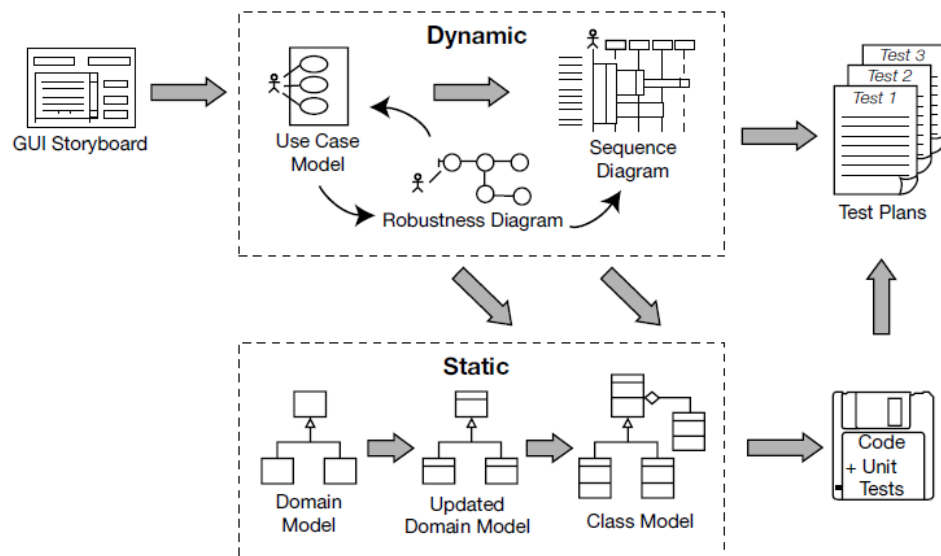 Dynamic
GUI Storyboard
Use Case
Model
Robustness Diagram
Sequence
Diagram
Test 3
Test 2
Test 1
Test Plans
Static
Domain
Model
Updated
Domain Model
Class Model
Code
+ Unit
Tests